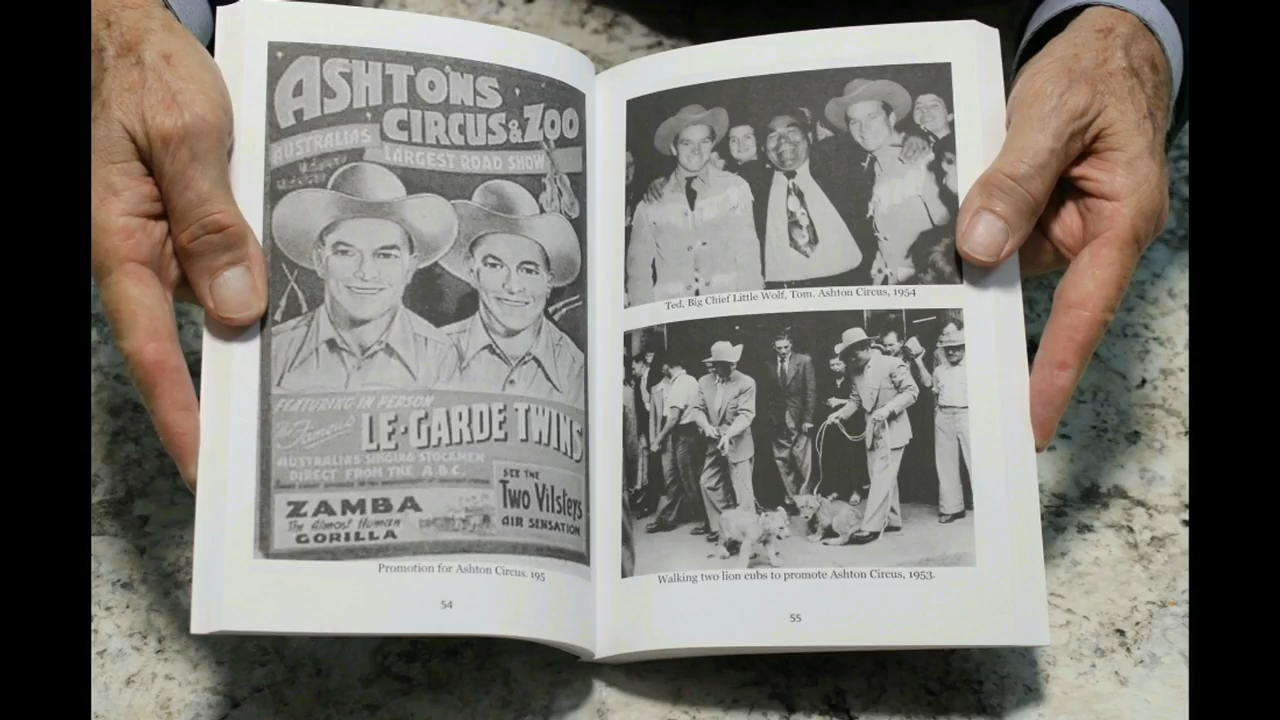 ASHTONS
CIRCUS & ZOO
AUSTRALIAS
LARGEST ROAD SHOW
FEATURING IN PERSON
The Famous LE-GARDE TWINS
AUSTRALIAS SINGING STOCKMEN
DIRECT FROM THE A.B.C.
ZAMBA
The Almost Human
GORILLA
SEE THE
Two Vilsteys
AIR SENSATION
Promotion for Ashton Circus. 195
54
Ted, Big Chief Little Wolf, Tom. Ashton Circus, 1954
Walking two lion cubs to promote Ashton Circus, 1953.
55